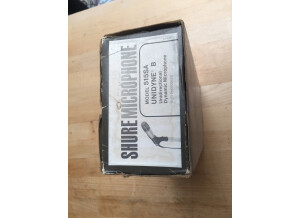 SHURE MICROPHONE
MODEL 515SA
UNIDYNE® B
Unidirectional
Dynamic Microphone